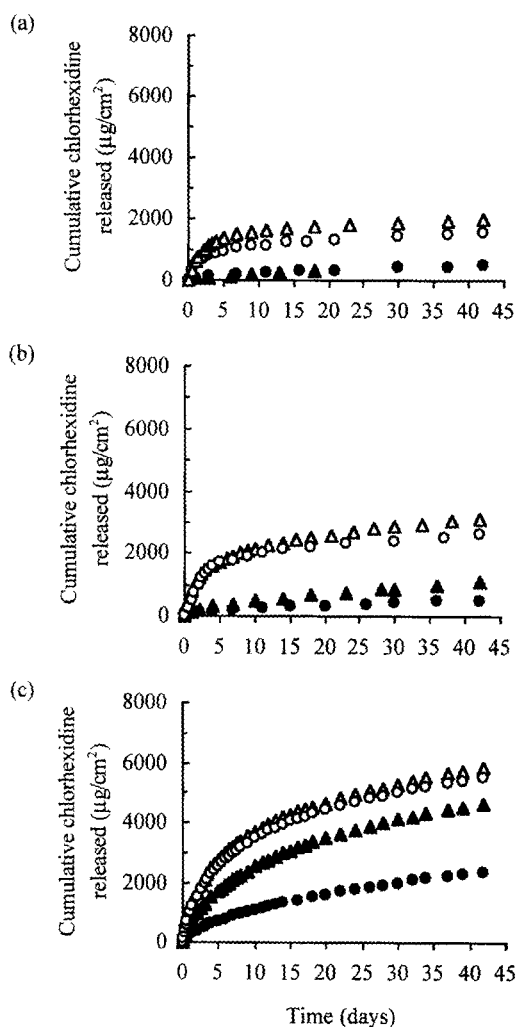 (a)
Cumulative chlorhexidine
released (μg/cm²)
8000
6000
4000
2000
0
0 5 10 15 20 25 30 35 40 45
(b)
Cumulative chlorhexidine
released (μg/cm²)
8000
6000
4000
2000
0
0 5 10 15 20 25 30 35 40 45
(c)
Cumulative chlorhexidine
released (μg/cm²)
8000
6000
4000
2000
0
0 5 10 15 20 25 30 35 40 45
Time (days)